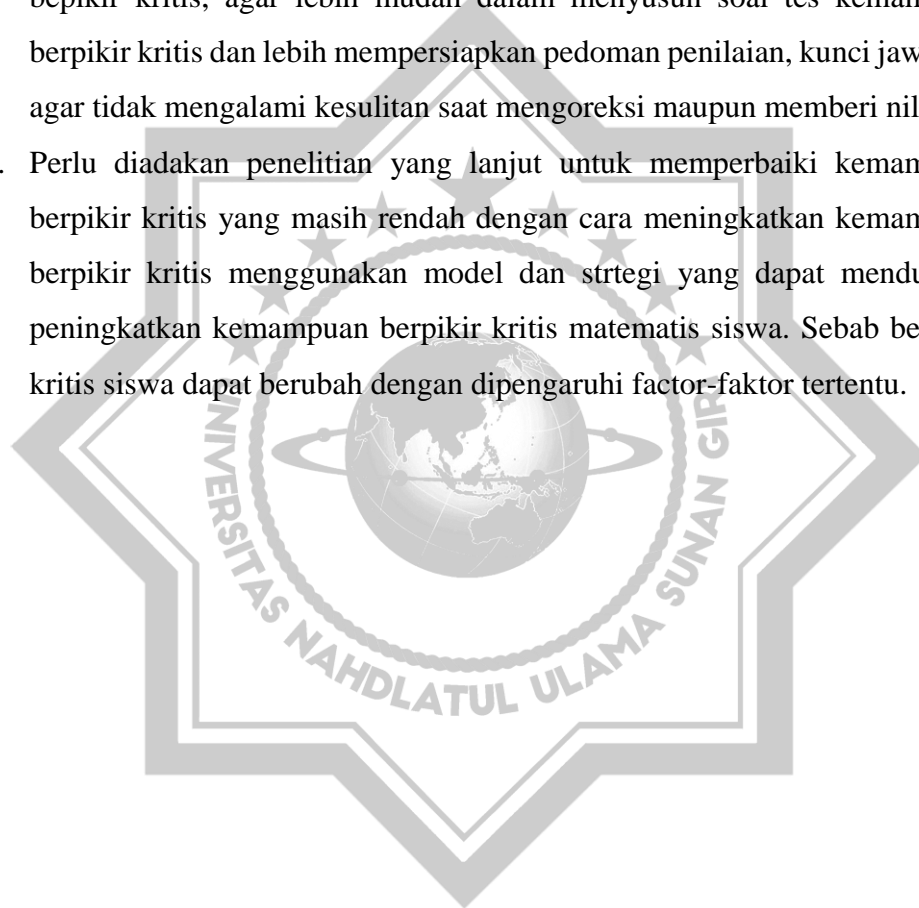 bepikir kritis, agar lebih mudah dalam menyusun soal tes keman
berpikir kritis dan lebih mempersiapkan pedoman penilaian, kunci jaw
agar tidak mengalami kesulitan saat mengoreksi maupun memberi nil
. Perlu diadakan penelitian yang lanjut untuk memperbaiki kemam
berpikir kritis yang masih rendah dengan cara meningkatkan kemam
berpikir kritis menggunakan model dan strtegi yang dapat mendu
peningkatkan kemampuan berpikir kritis matematis siswa. Sebab be
kritis siswa dapat berubah dengan dipengaruhi factor-faktor tertentu.
UNIVERSITAS NAHDLATUL ULAMA SUNAN GIRI